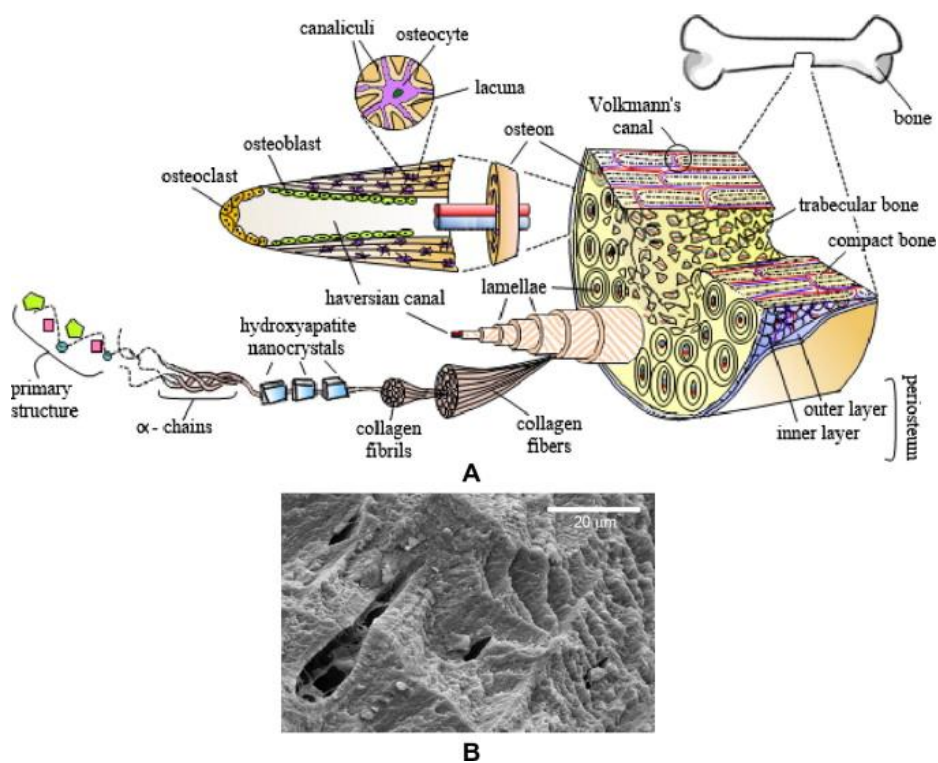 canaliculi
osteocyte
lacuna
bone
Volkmann's
canal
osteon
osteoblast
osteoclast
trabecular bone
compact bone
haversian canal
lamellae
hydroxyapatite
nanocrystals
primary
structure
α- chains
collagen
fibrils
collagen
fibers
outer layer
inner layer
periosteum
A
20 µm
B